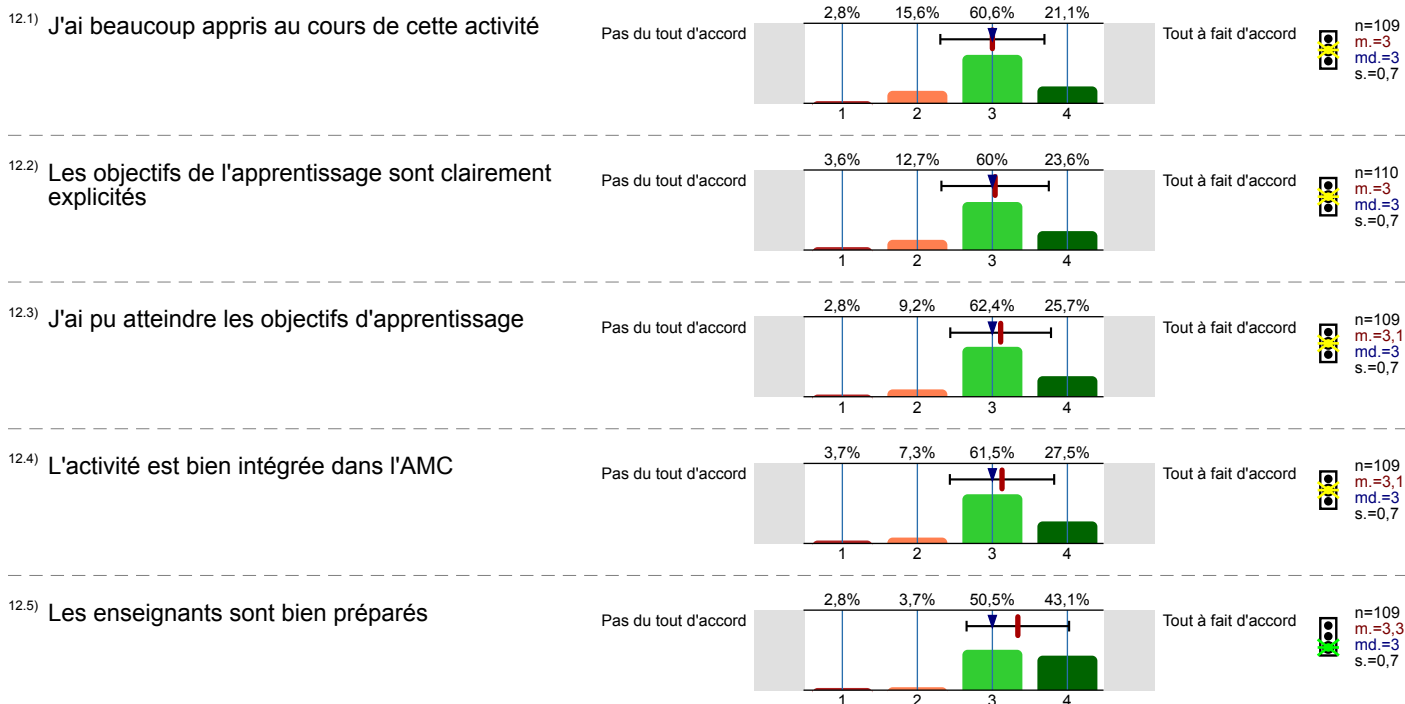 12.1) J'ai beaucoup appris au cours de cette activité
Pas du tout d'accord
2,8% 15,6% 60,6% 21,1%
1 2 3 4
Tout à fait d'accord
n=109
m.=3
md.=3
s.=0,7
12.2) Les objectifs de l'apprentissage sont clairement
explicités
Pas du tout d'accord
3,6% 12,7% 60% 23,6%
1 2 3 4
Tout à fait d'accord
n=110
m.=3
md.=3
s.=0,7
12.3) J'ai pu atteindre les objectifs d'apprentissage
Pas du tout d'accord
2,8% 9,2% 62,4% 25,7%
1 2 3 4
Tout à fait d'accord
n=109
m.=3,1
md.=3
s.=0,7
12.4) L'activité est bien intégrée dans l'AMC
Pas du tout d'accord
3,7% 7,3% 61,5% 27,5%
1 2 3 4
Tout à fait d'accord
n=109
m.=3,1
md.=3
s.=0,7
12.5) Les enseignants sont bien préparés
Pas du tout d'accord
2,8% 3,7% 50,5% 43,1%
1 2 3 4
Tout à fait d'accord
n=109
m.=3,3
md.=3
s.=0,7